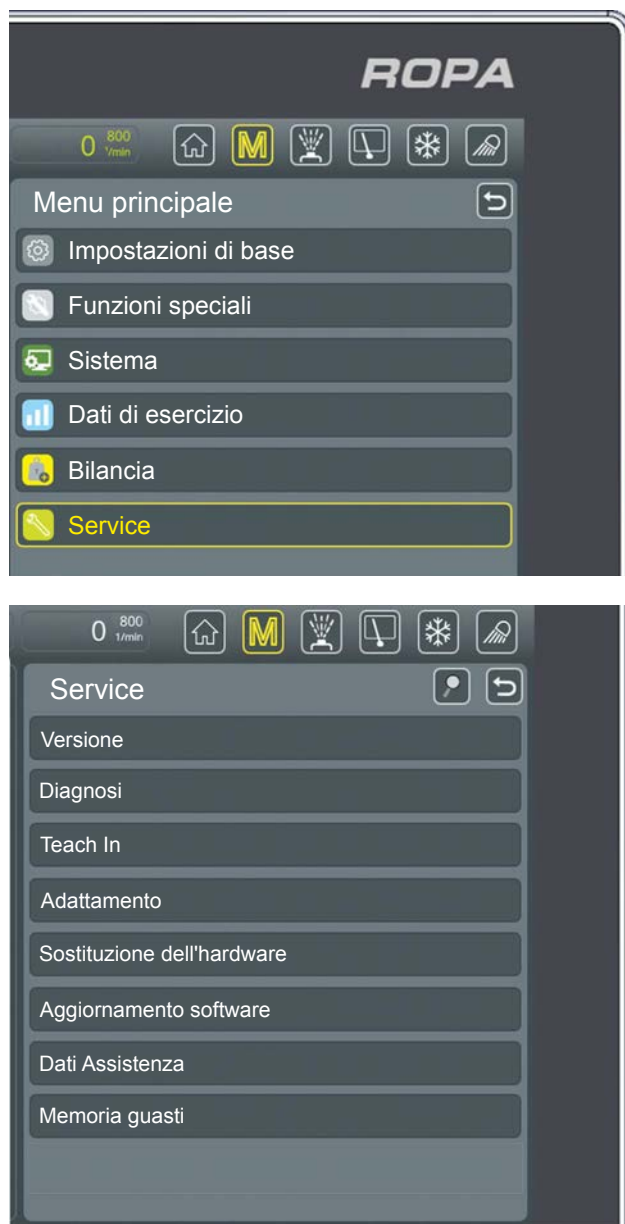 ROPA
0 800 1/min
M
Menu principale
Impostazioni di base
Funzioni speciali
Sistema
Dati di esercizio
Bilancia
Service
0 800 1/min
M
Service
Versione
Diagnosi
Teach In
Adattamento
Sostituzione dell'hardware
Aggiornamento software
Dati Assistenza
Memoria guasti